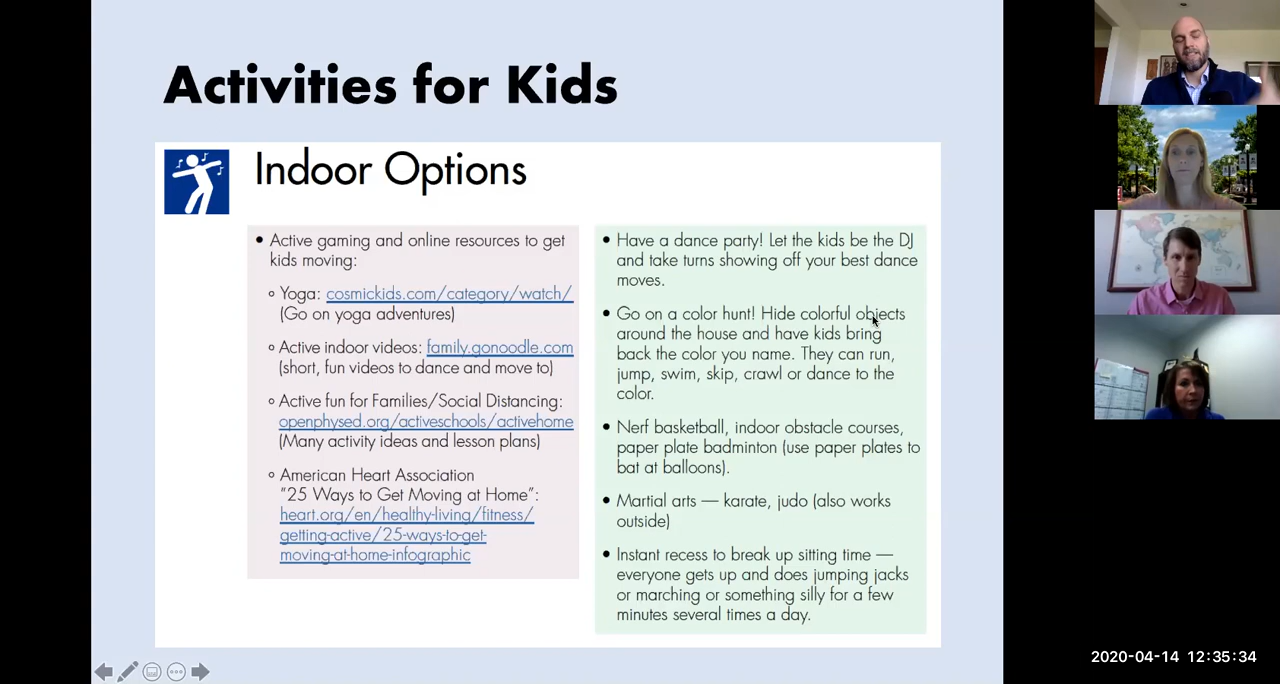 Activities for Kids
Indoor Options
• Active gaming and online resources to get
kids moving:
Yoga: cosmickids.com/category/watch/
(Go on yoga adventures)
Active indoor videos: family.gonoodle.com
(short, fun videos to dance and move to)
Active fun for Families/Social Distancing:
openphysed.org/activeschools/activehome
(Many activity ideas and lesson plans)
American Heart Association
"25 Ways to Get Moving at Home":
heart.org/en/healthy-living/fitness/
getting-active/25-ways-to-get-
moving-at-home-infographic
• Have a dance party! Let the kids be the DJ
and take turns showing off your best dance
moves.
• Go on a color hunt! Hide colorful objects
around the house and have kids bring
back the color you name. They can run,
jump, swim, skip, crawl or dance to the
color.
• Nerf basketball, indoor obstacle courses,
paper plate badminton (use paper plates to
bat at balloons).
• Martial arts — karate, judo (also works
outside)
• Instant recess to break up sitting time —
everyone gets up and does jumping jacks
or marching or something silly for a few
minutes several times a day.
2020-04-14 12:35:34